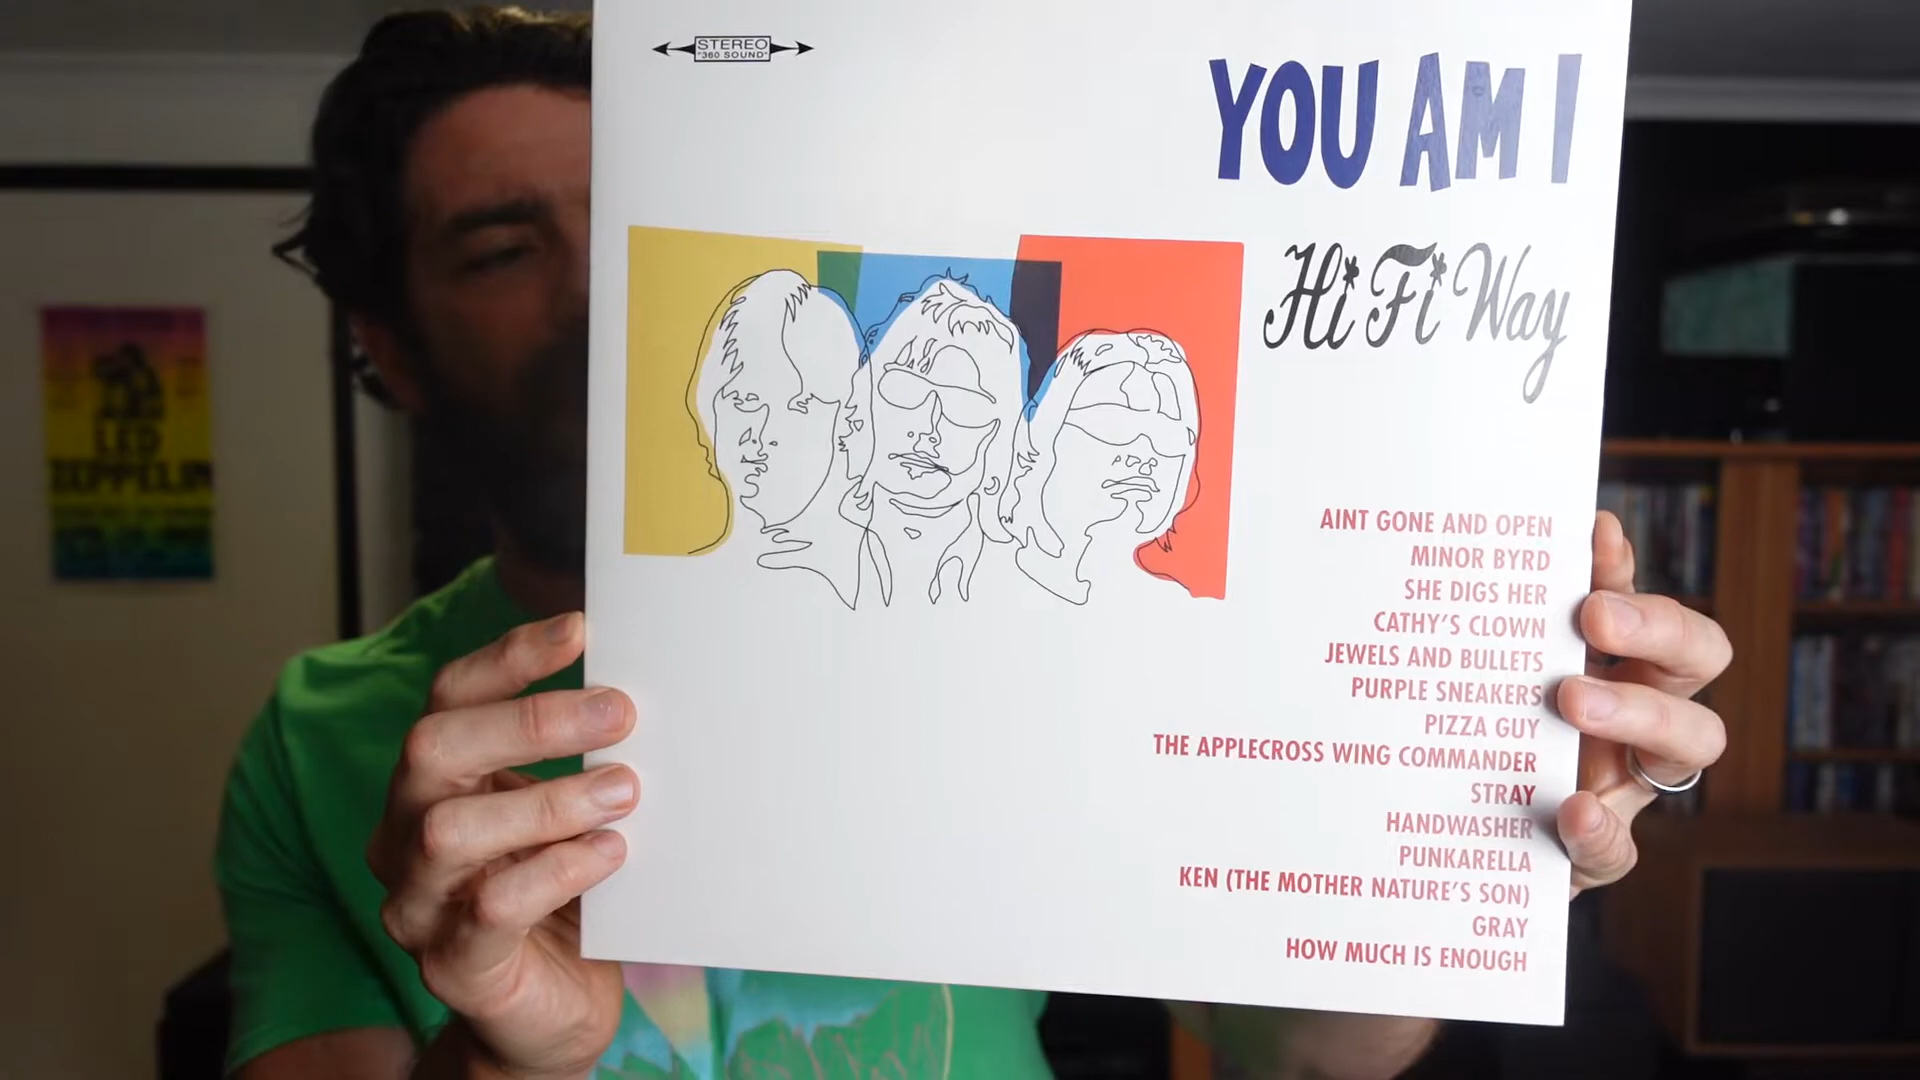 STEREO
"360 SOUND"
YOU AM I
Hi Fi Way
AINT GONE AND OPEN
MINOR BYRD
SHE DIGS HER
CATHY'S CLOWN
JEWELS AND BULLETS
PURPLE SNEAKERS
PIZZA GUY
THE APPLECROSS WING COMMANDER
STRAY
HANDWASHER
PUNKARELLA
KEN (THE MOTHER NATURE'S SON)
GRAY
HOW MUCH IS ENOUGH
LED
ZEPPELIN